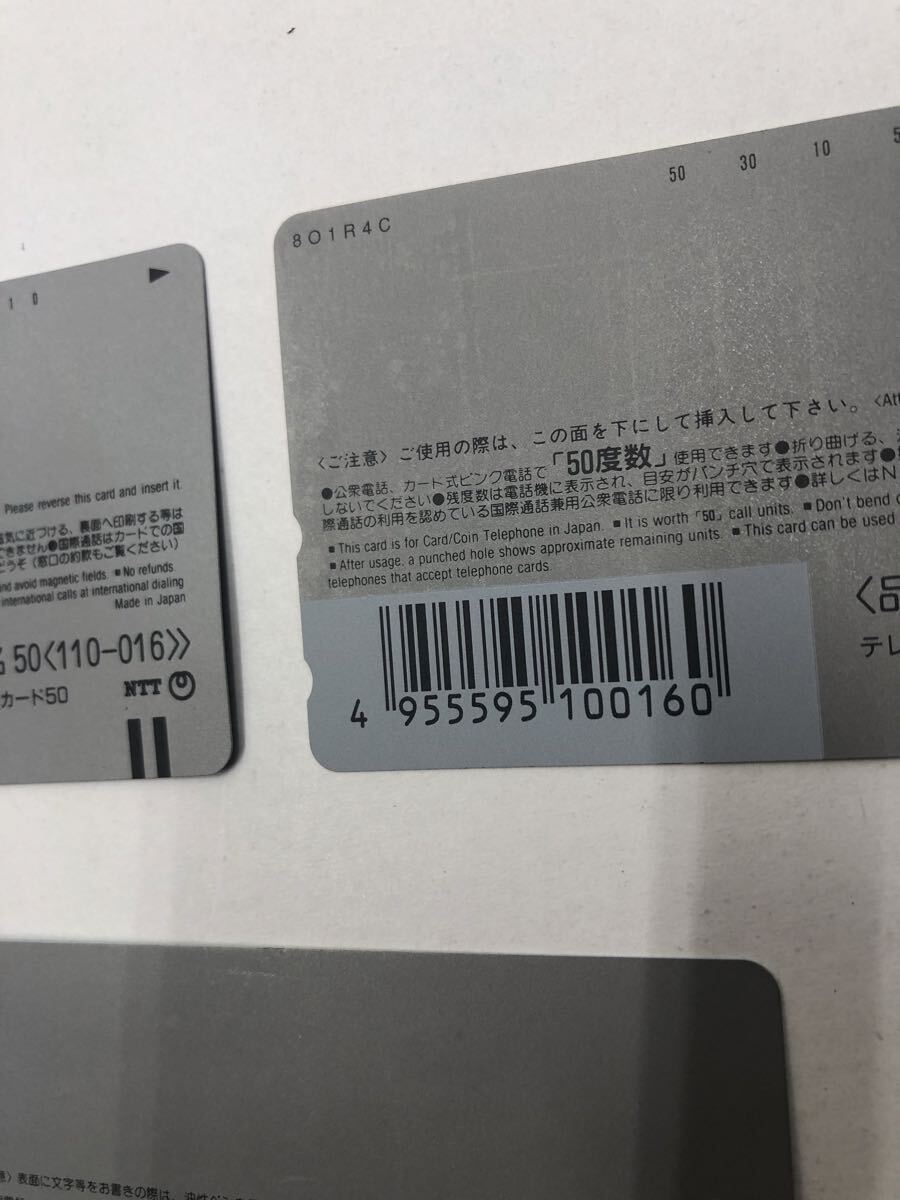 1 0
Please reverse this card and insert it.
磁気に近づける、裏面へ印刷する等は
できません●国際通話はカードでの国
どうぞ(窓口の約款もご覧ください)
and avoid magnetic fields. ■No refunds.
international calls at international dialing
Made in Japan
50<110-016>>
カード50
NTT
801R4C
50 30 10 5
〈ご注意〉ご使用の際は、この面を下にして挿入して下さい。<Att
●公衆電話、カード式ピンク電話で「50度数」使用できます●折り曲げる、
しないでください●残度数は電話機に表示され、目安がパンチ穴で表示されます●
際通話の利用を認めている国際通話兼用公衆電話に限り利用できます●詳しくはN
■This card is for Card/Coin Telephone in Japan. ■It is worth「50」call units. ■Don't bend o
■After usage, a punched hole shows approximate remaining units. ■This card can be used
telephones that accept telephone cards.
4 955595 100160
〈品
テレ
意〉表面に文字等をお書きの際は、油性ペン